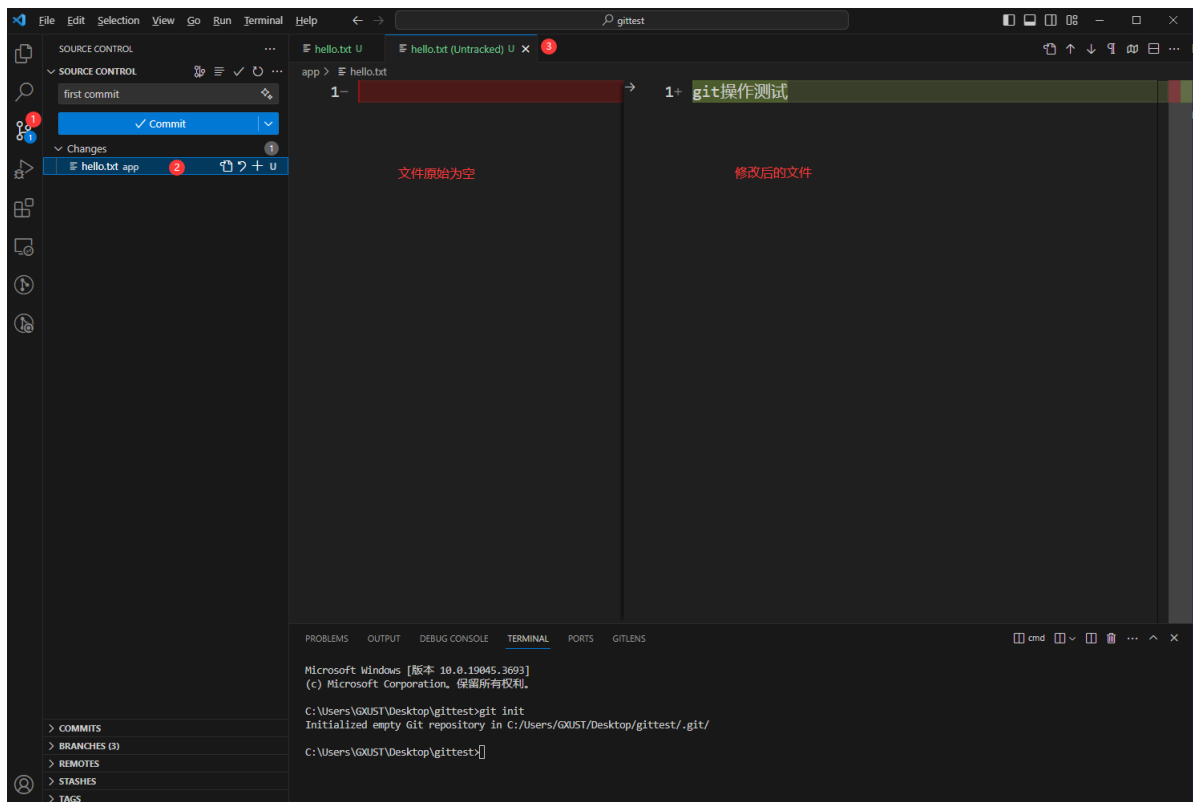 File Edit Selection View Go Run Terminal Help
gittest
SOURCE CONTROL
SOURCE CONTROL
first commit
Commit
Changes
1
hello.txt app
2
U
1
1
hello.txt U
hello.txt (Untracked) U
3
app > hello.txt
1-
1+ git操作测试
文件原始为空
修改后的文件
PROBLEMS OUTPUT DEBUG CONSOLE TERMINAL PORTS GITLENS
cmd
Microsoft Windows [版本 10.0.19045.3693]
(c) Microsoft Corporation。保留所有权利。
C:\Users\GXUST\Desktop\gittest>git init
Initialized empty Git repository in C:/Users/GXUST/Desktop/gittest/.git/
C:\Users\GXUST\Desktop\gittest>
COMMITS
BRANCHES (3)
REMOTES
STASHES
TAGS